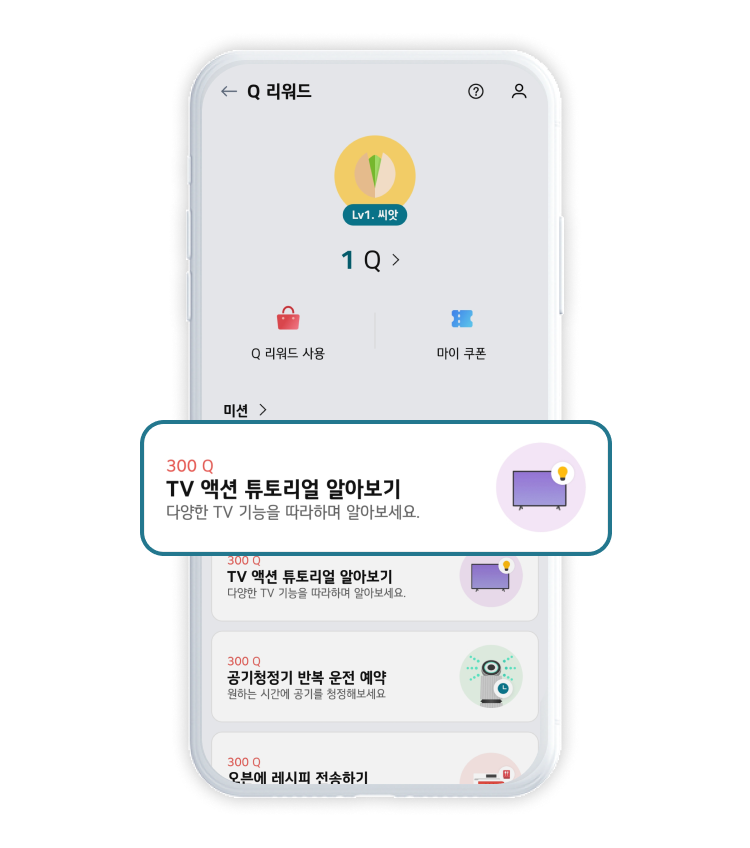 Q 리워드
Lv1. 씨앗
1 Q
Q 리워드 사용
마이 쿠폰
미션
300 Q
TV 액션 튜토리얼 알아보기
다양한 TV 기능을 따라하며 알아보세요.
300 Q
TV 액션 튜토리얼 알아보기
다양한 TV 기능을 따라하며 알아보세요.
300 Q
공기청정기 반복 운전 예약
원하는 시간에 공기를 청정해보세요
300 Q
오븐에 레시피 전송하기